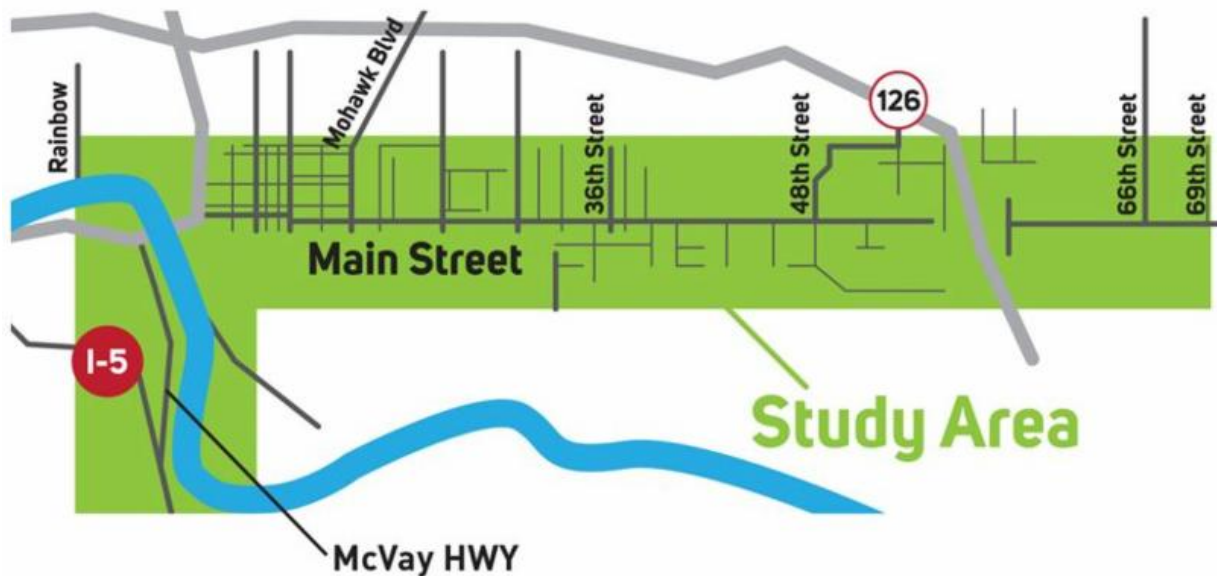 Rainbow
Mohawk Blvd
36th Street
48th Street
126
66th Street
69th Street
Main Street
I-5
Study Area
McVay HWY